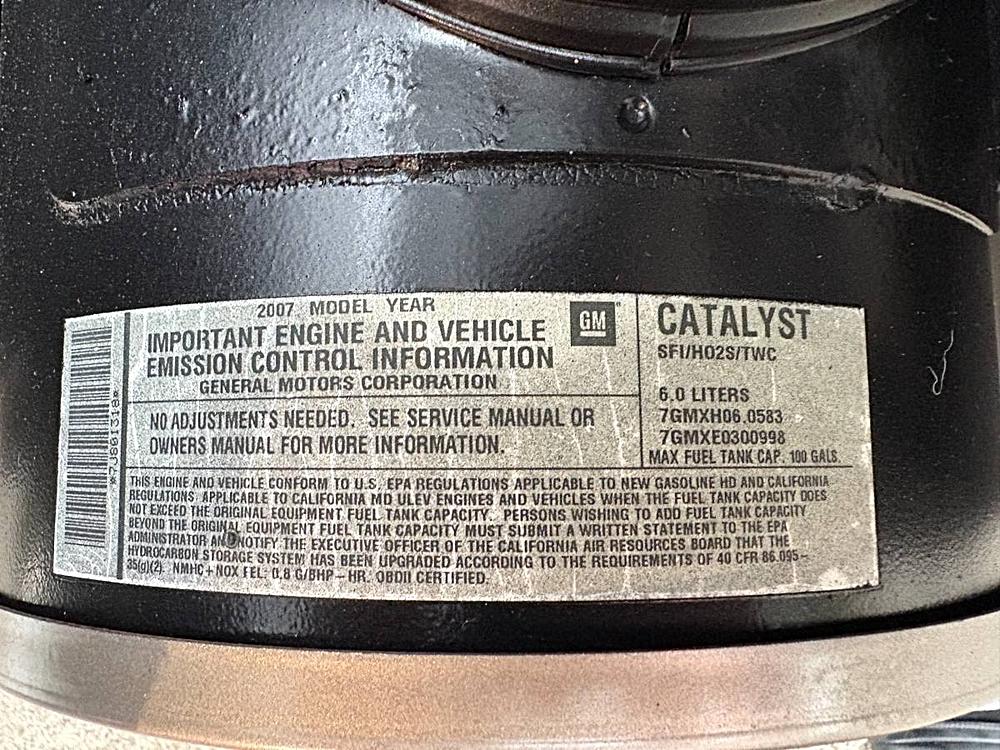 2007 MODEL YEAR
IMPORTANT ENGINE AND VEHICLE
EMISSION CONTROL INFORMATION
GENERAL MOTORS CORPORATION
GM
NO ADJUSTMENTS NEEDED. SEE SERVICE MANUAL OR
OWNERS MANUAL FOR MORE INFORMATION.
CATALYST
SFI/HO2S/TWC
6.0 LITERS
7GMXH06.0583
7GMXE0300998
MAX FUEL TANK CAP. 100 GALS.
THIS ENGINE AND VEHICLE CONFORM TO U.S. EPA REGULATIONS APPLICABLE TO NEW GASOLINE HD AND CALIFORNIA
REGULATIONS. APPLICABLE TO CALIFORNIA MD ULEV ENGINES AND VEHICLES WHEN THE FUEL TANK CAPACITY DOES
NOT EXCEED THE ORIGINAL EQUIPMENT FUEL TANK CAPACITY. PERSONS WISHING TO ADD FUEL TANK CAPACITY
BEYOND THE ORIGINAL EQUIPMENT FUEL TANK CAPACITY MUST SUBMIT A WRITTEN STATEMENT TO THE EPA
ADMINISTRATOR AND NOTIFY THE EXECUTIVE OFFICER OF THE CALIFORNIA AIR RESOURCES BOARD THAT THE
HYDROCARBON STORAGE SYSTEM HAS BEEN UPGRADED ACCORDING TO THE REQUIREMENTS OF 40 CFR 86.095-
35(g)(2). NMHC+NOX FEL: 0.8 G/BHP-HR. OBDII CERTIFIED.
*7J801318*